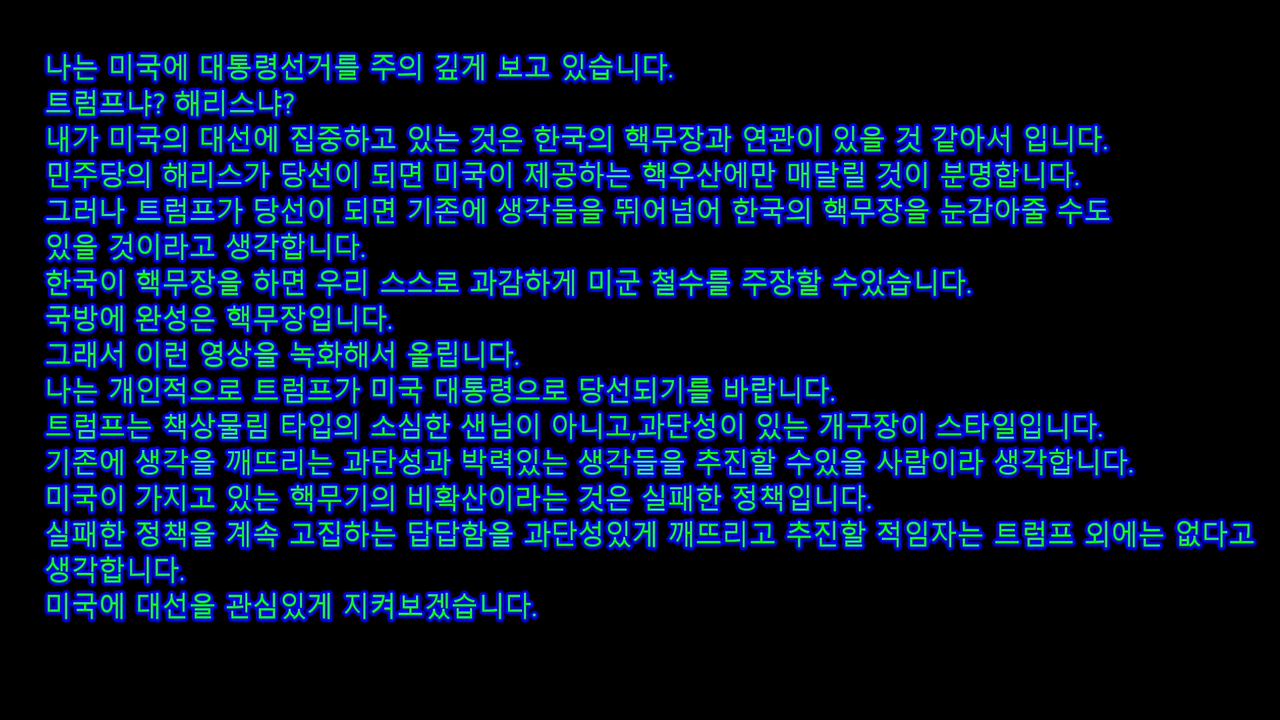 나는 미국에 대통령선거를 주의 깊게 보고 있습니다.
트럼프냐? 해리스냐?
내가 미국의 대선에 집중하고 있는 것은 한국의 핵무장과 연관이 있을 것 같아서 입니다.
민주당의 해리스가 당선이 되면 미국이 제공하는 핵우산에만 매달릴 것이 분명합니다.
그러나 트럼프가 당선이 되면 기존에 생각들을 뛰어넘어 한국의 핵무장을 눈감아줄 수도
있을 것이라고 생각합니다.
한국이 핵무장을 하면 우리 스스로 과감하게 미군 철수를 주장할 수있습니다.
국방에 완성은 핵무장입니다.
그래서 이런 영상을 녹화해서 올립니다.
나는 개인적으로 트럼프가 미국 대통령으로 당선되기를 바랍니다.
트럼프는 책상물림 타입의 소심한 샌님이 아니고,과단성이 있는 개구장이 스타일입니다.
기존에 생각을 깨뜨리는 과단성과 박력있는 생각들을 추진할 수있을 사람이라 생각합니다.
미국이 가지고 있는 핵무기의 비확산이라는 것은 실패한 정책입니다.
실패한 정책을 계속 고집하는 답답함을 과단성있게 깨뜨리고 추진할 적임자는 트럼프 외에는 없다고
생각합니다.
미국에 대선을 관심있게 지켜보겠습니다.